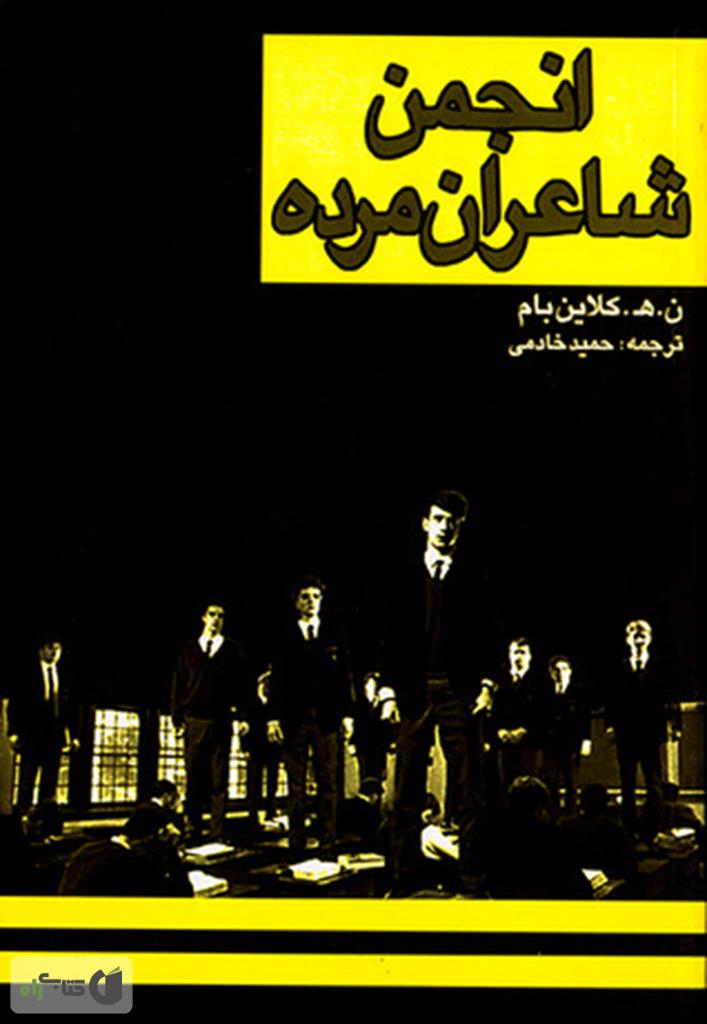 انجمن
شاعران مرده
ن.هـ.کلاین‌بام
ترجمه: حمید خادمی
کتابراه